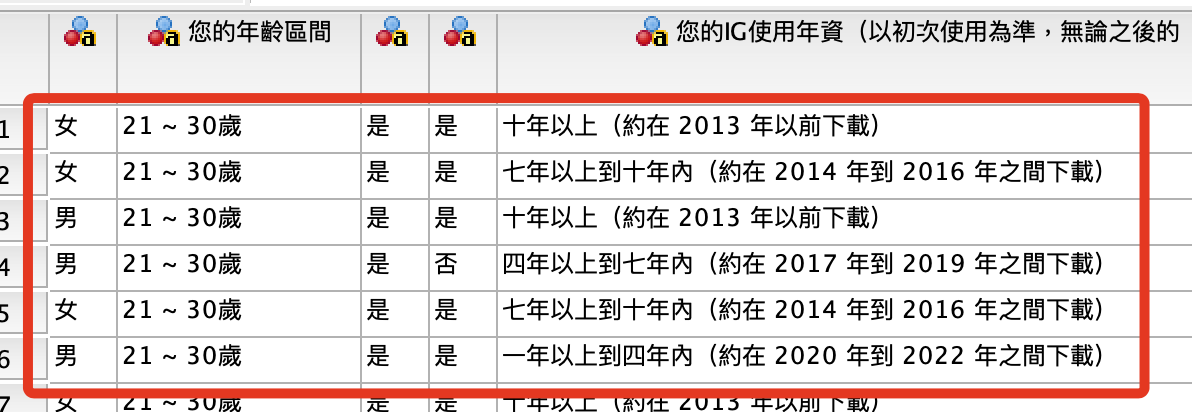 a 您的年齡區間 a a a 您的IG使用年資（以初次使用為準，無論之後的
1 女 21 ~ 30歲 是 是 十年以上（約在 2013 年以前下載）
2 女 21 ~ 30歲 是 是 七年以上到十年內（約在 2014 年到 2016 年之間下載）
3 男 21 ~ 30歲 是 是 十年以上（約在 2013 年以前下載）
4 男 21 ~ 30歲 是 否 四年以上到七年內（約在 2017 年到 2019 年之間下載）
5 女 21 ~ 30歲 是 是 七年以上到十年內（約在 2014 年到 2016 年之間下載）
6 男 21 ~ 30歲 是 是 一年以上到四年內（約在 2020 年到 2022 年之間下載）
7 女 21 ~ 30歲 是 是 十年以上（約在 2013 年以前下載）